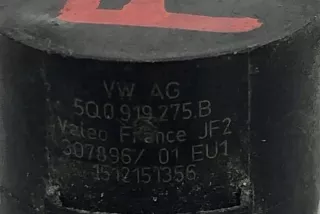 VW AG
5Q0.919.275.B
Valeo France JF2
307896/ 01 EU1
1512151356